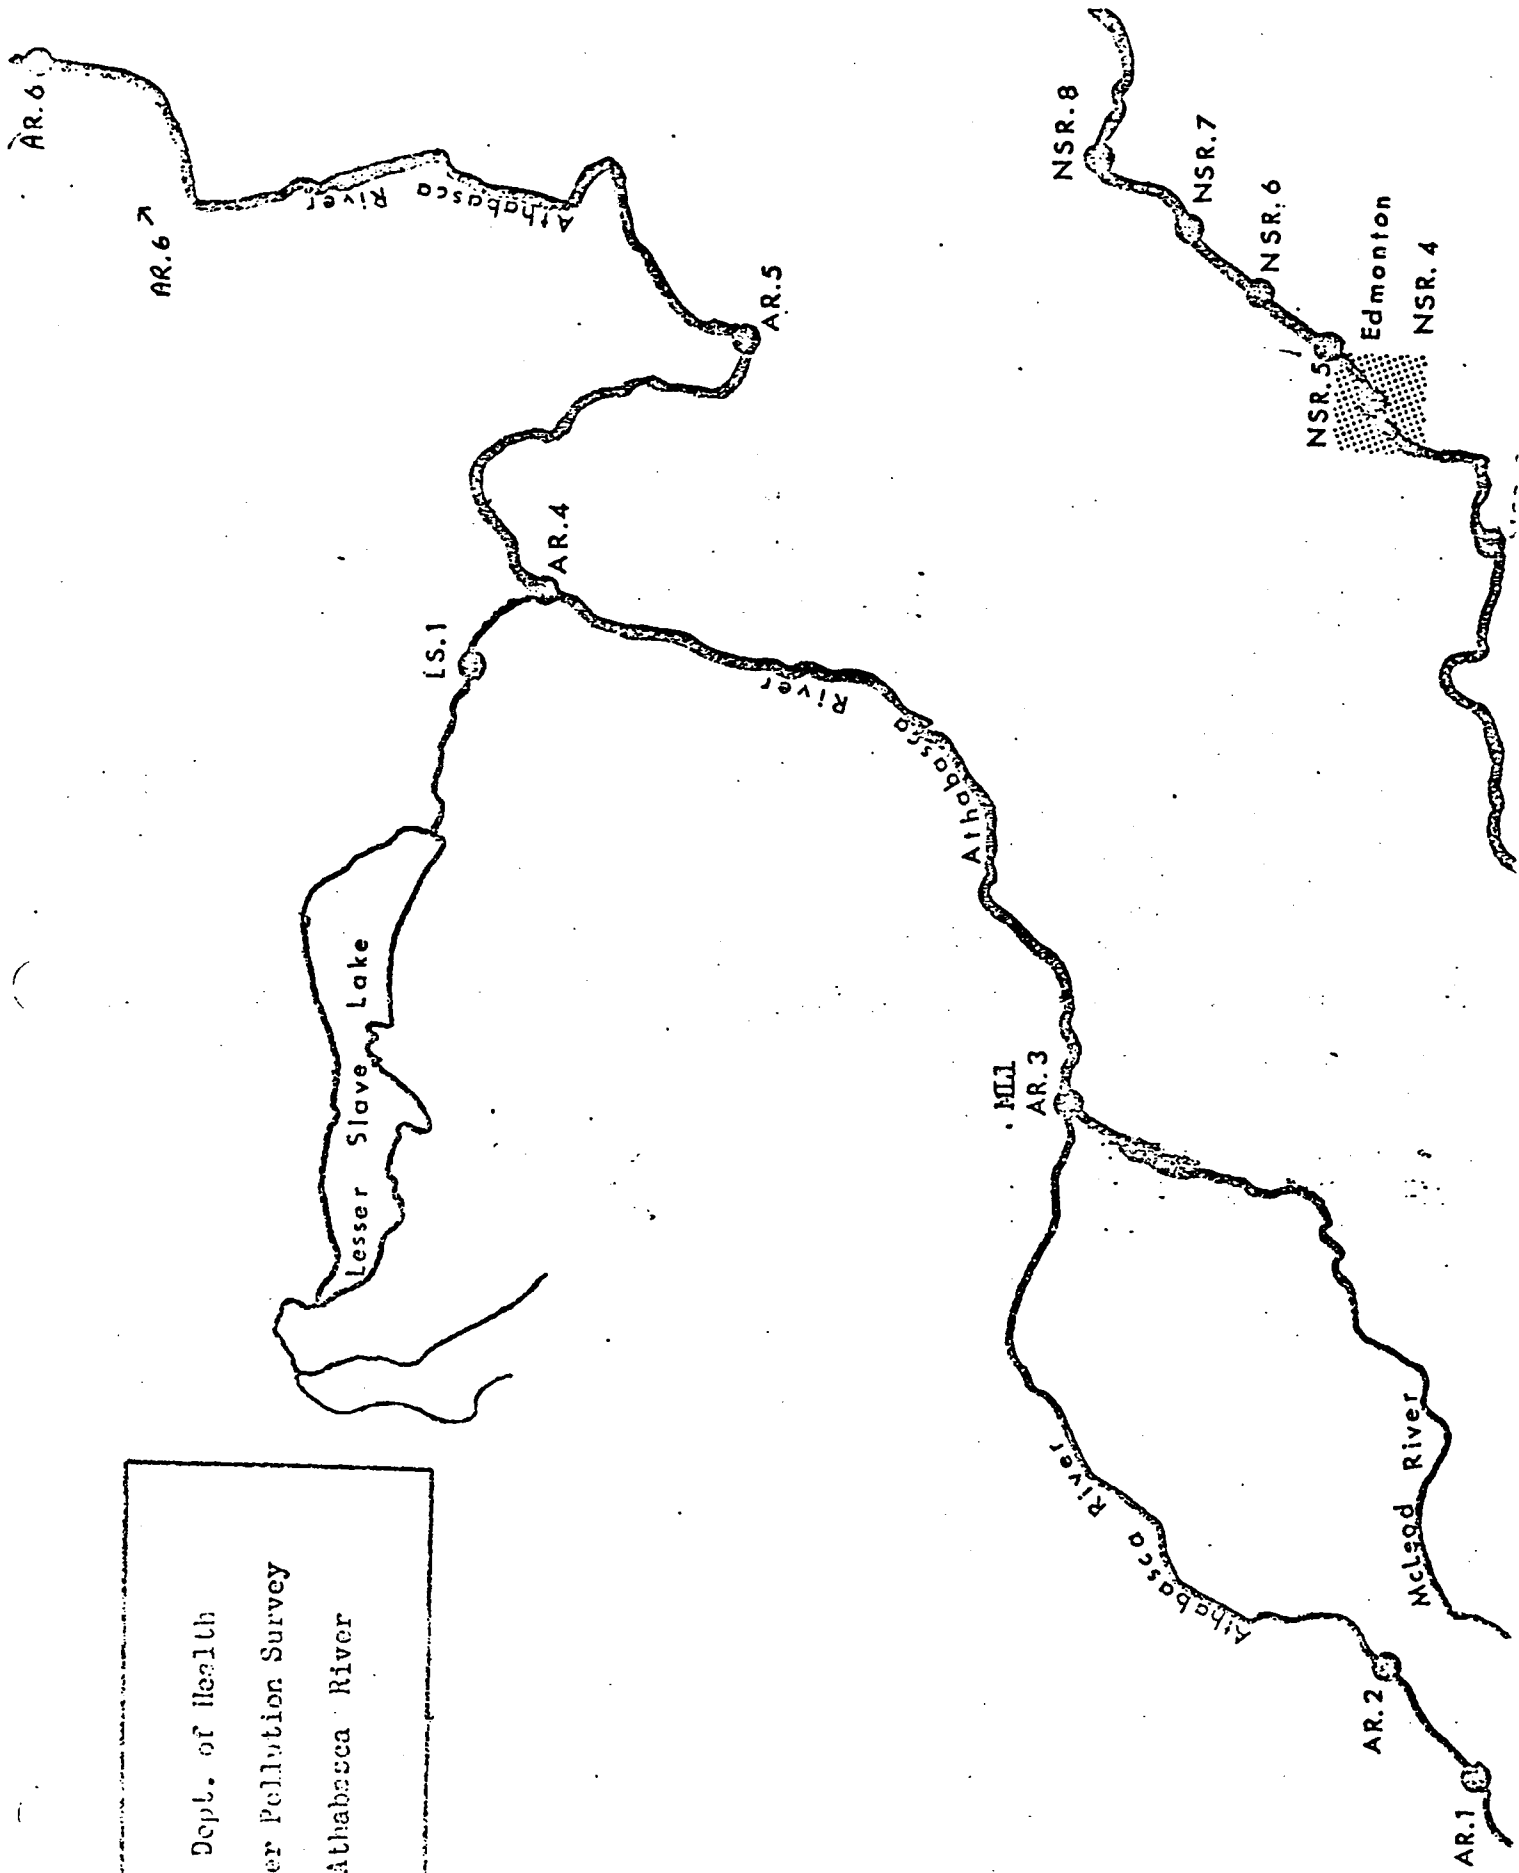 Dept. of Health
er Pollution Survey
Athabasca River
Lesser Slave Lake
LS.1
AR.4
AR.5
AR.6
AR.6
Athabasca River
Athabasca River
AR.3
Athabasca River
McLeod River
AR.2
AR.1
NSR.8
NSR.7
NSR.6
NSR.5
Edmonton
NSR.4